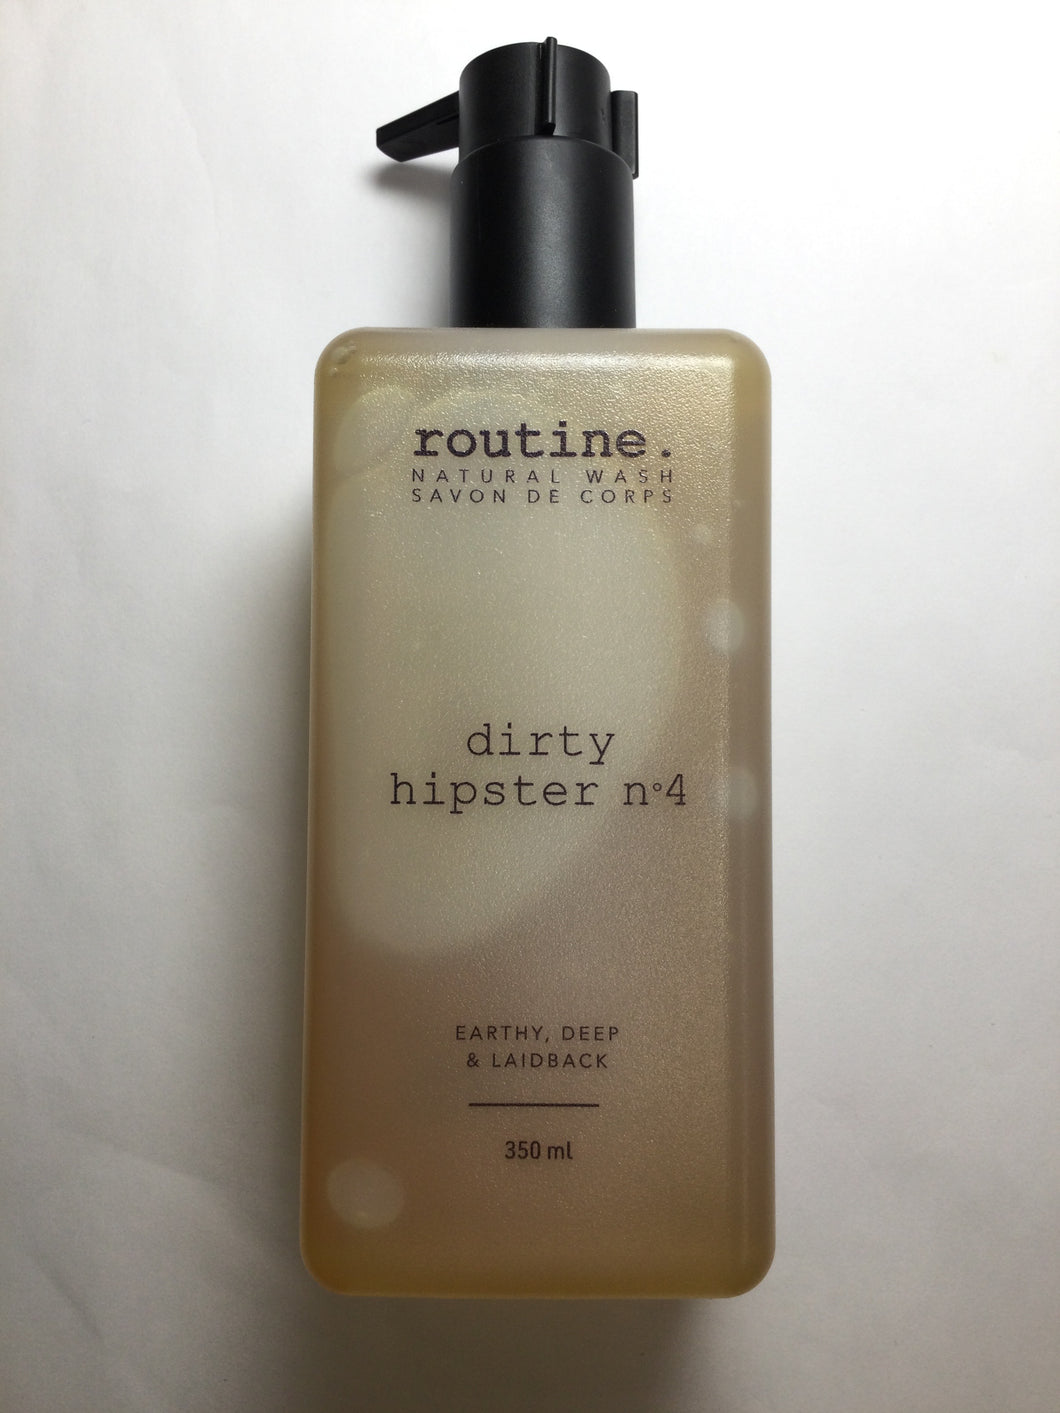 routine.
NATURAL WASH
SAVON DE CORPS
dirty
hipster n°4
EARTHY, DEEP
& LAIDBACK
350 ml